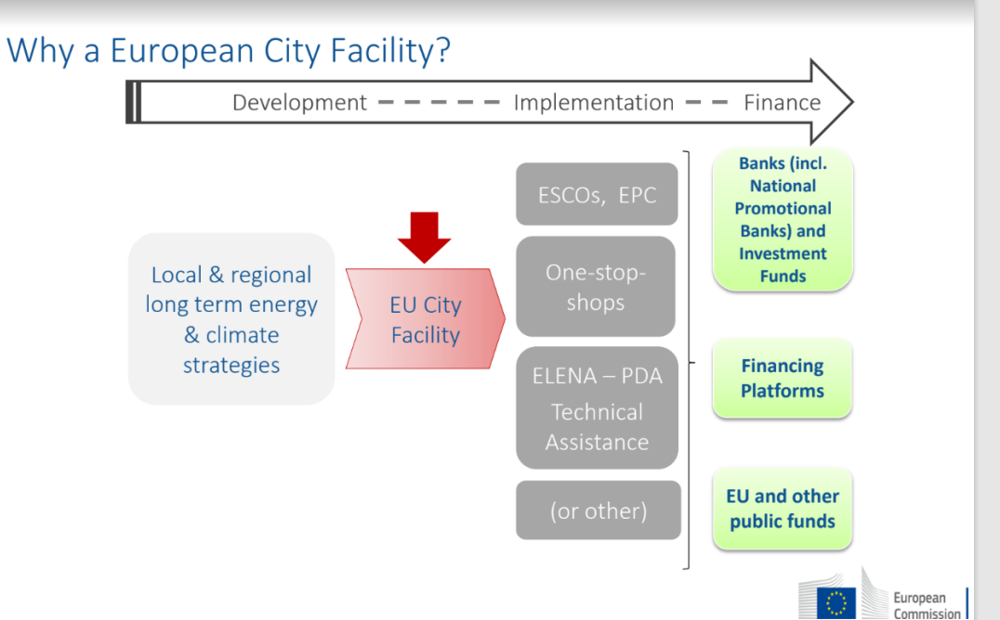 Why a European City Facility?
Development
Implementation
Finance
Local & regional
long term energy
& climate
strategies
EU City
Facility
ESCOs, EPC
One-stop-
shops
ELENA – PDA
Technical
Assistance
(or other)
Banks (incl.
National
Promotional
Banks) and
Investment
Funds
Financing
Platforms
EU and other
public funds
European
Commission